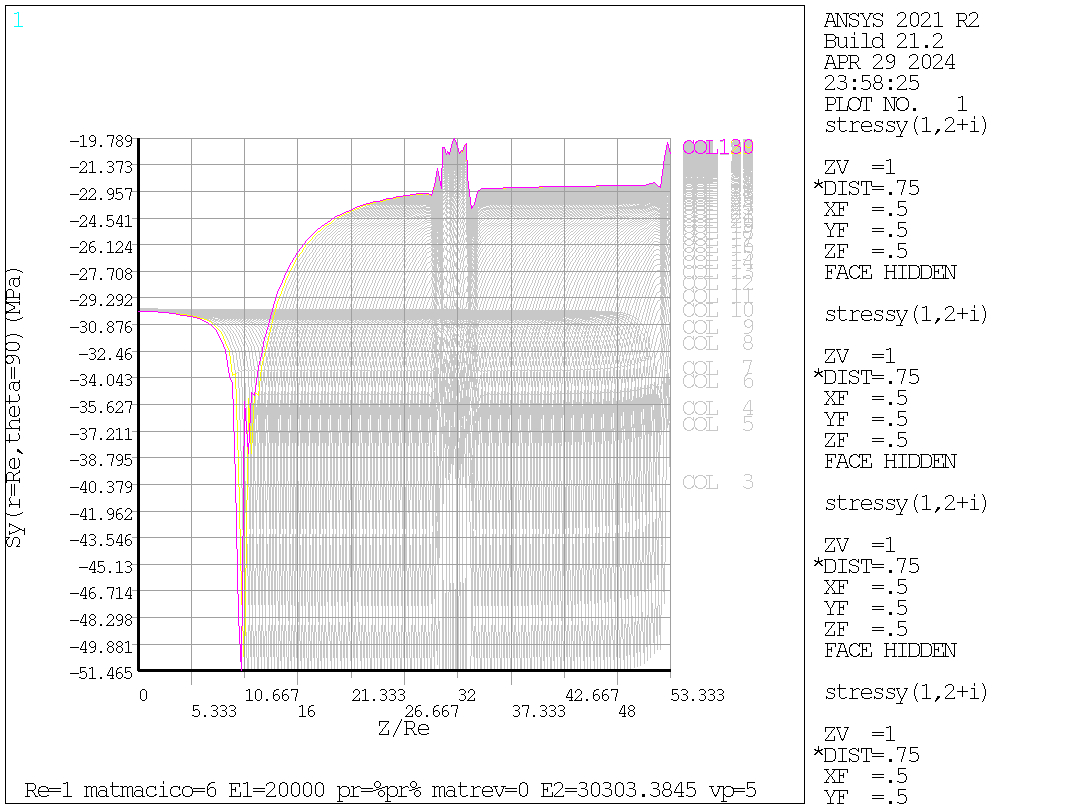 1
ANSYS 2021 R2
Build 21.2
APR 29 2024
23:58:25
PLOT NO. 1
stressy(1,2+i)
ZV =1
*DIST=.75
XF =.5
YF =.5
ZF =.5
FACE HIDDEN
stressy(1,2+i)
ZV =1
*DIST=.75
XF =.5
YF =.5
ZF =.5
FACE HIDDEN
stressy(1,2+i)
ZV =1
*DIST=.75
XF =.5
YF =.5
ZF =.5
FACE HIDDEN
stressy(1,2+i)
ZV =1
*DIST=.75
XF =.5
YF =.5
Sy(r=Re,theta=90)(MPa)
-19.789
-21.373
-22.957
-24.541
-26.124
-27.708
-29.292
-30.876
-32.46
-34.043
-35.627
-37.211
-38.795
-40.379
-41.962
-43.546
-45.13
-46.714
-48.298
-49.881
-51.465
COL130
COL 10
COL 9
COL 8
COL 7
COL 6
COL 4
COL 5
COL 3
0 10.667 21.333 32 42.667 53.333
5.333 16 26.667 37.333 48
Z/Re
Re=1 matmacico=6 E1=20000 pr=%pr% matrev=0 E2=30303.3845 vp=5